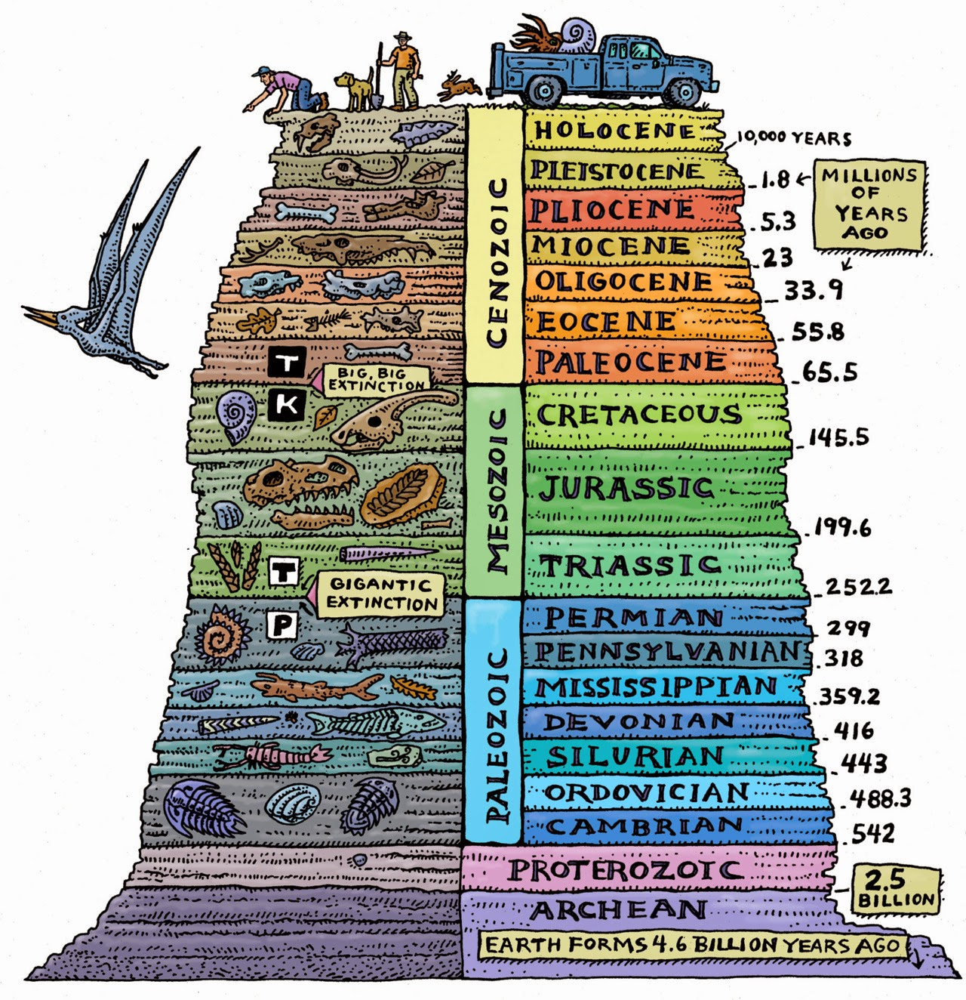 HOLOCENE
10,000 YEARS
PLEISTOCENE
1.8
MILLIONS
OF
YEARS
AGO
PLIOCENE
5.3
MIOCENE
23
OLIGOCENE
33.9
EOCENE
55.8
PALEOCENE
65.5
CENOZOIC
T
BIG, BIG
EXTINCTION
K
CRETACEOUS
145.5
JURASSIC
199.6
TRIASSIC
252.2
MESOZOIC
T
GIGANTIC
EXTINCTION
P
PERMIAN
299
PENNSYLVANIAN
318
MISSISSIPPIAN
359.2
DEVONIAN
416
SILURIAN
443
ORDOVICIAN
488.3
CAMBRIAN
542
PALEOZOIC
PROTEROZOIC
2.5
BILLION
ARCHEAN
EARTH FORMS 4.6 BILLION YEARS AGO